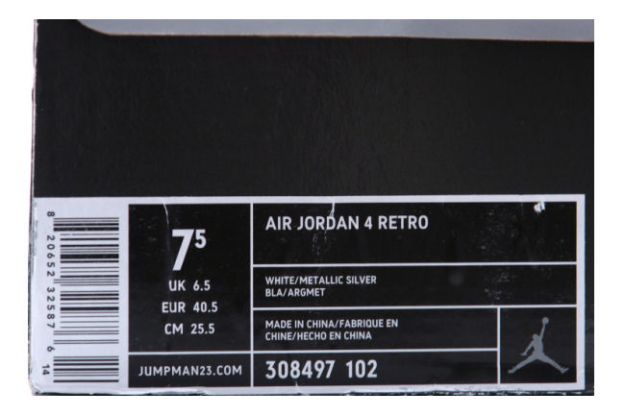 8 20652 32587 6 14
7⁵
UK 6.5
EUR 40.5
CM 25.5
JUMPMAN23.COM
AIR JORDAN 4 RETRO
WHITE/METALLIC SILVER
BLA/ARGMET
MADE IN CHINA/FABRIQUE EN
CHINE/HECHO EN CHINA
308497 102